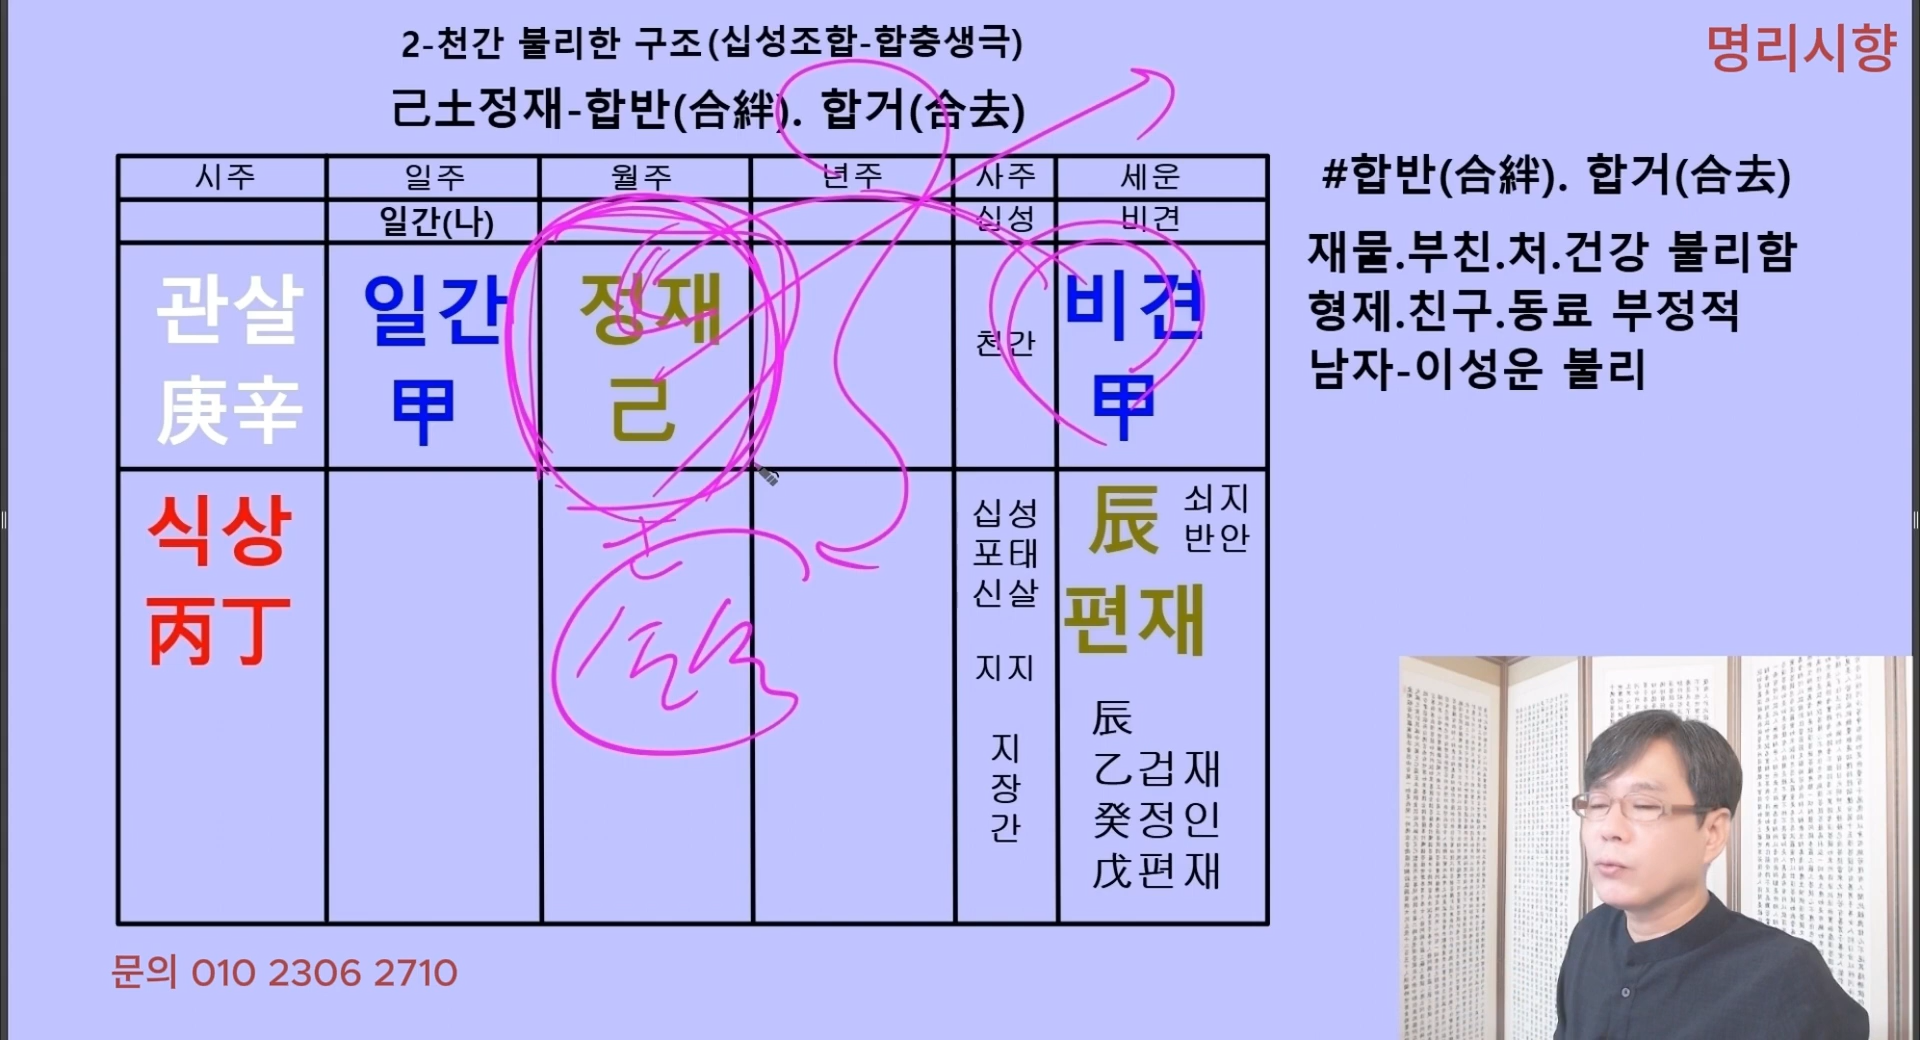 2-천간 불리한 구조(십성조합-합충생극)
명리시향
己土정재-합반(合絆). 합거(合去)
시주 일주 월주 년주 사주 세운
일간(나) 십성 비견
관살 일간 정재 천간 비견
庚辛 甲 己 甲
식상
丙丁
십성
포태
신살
지지
지
장
간
辰 쇠지
반안
편재
辰
乙겁재
癸정인
戊편재
#합반(合絆). 합거(合去)
재물.부친.처.건강 불리함
형제.친구.동료 부정적
남자-이성운 불리
去
문의 010 2306 2710